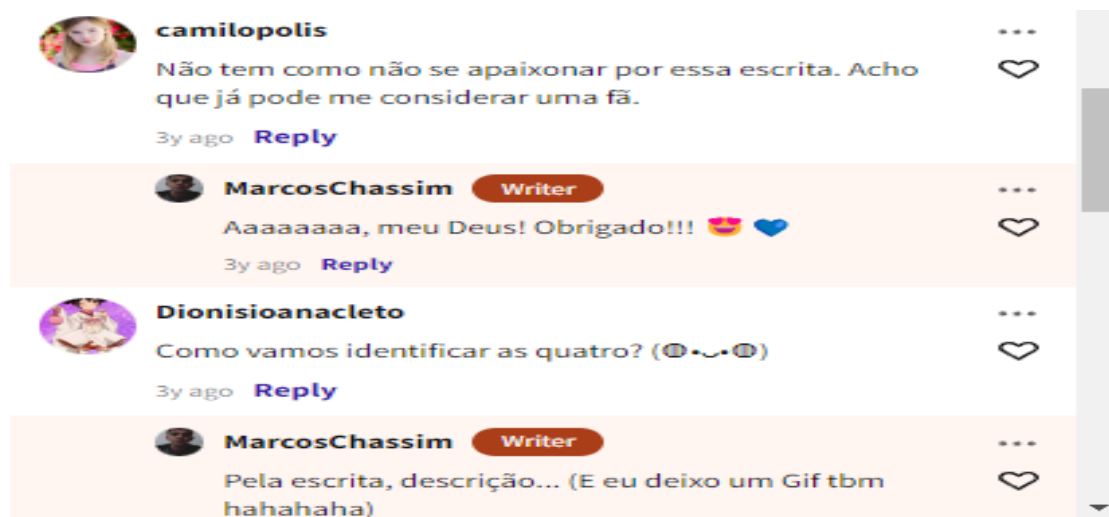 camilopolis
Não tem como não se apaixonar por essa escrita. Acho
que já pode me considerar uma fã.
3y ago Reply
MarcosChassim Writer
Aaaaaaaa, meu Deus! Obrigado!!! 😍 💙
3y ago Reply
Dionisioanacleto
Como vamos identificar as quatro? (◍•ᴗ•◍)
3y ago Reply
MarcosChassim Writer
Pela escrita, descrição... (E eu deixo um Gif tbm
hahahaha)